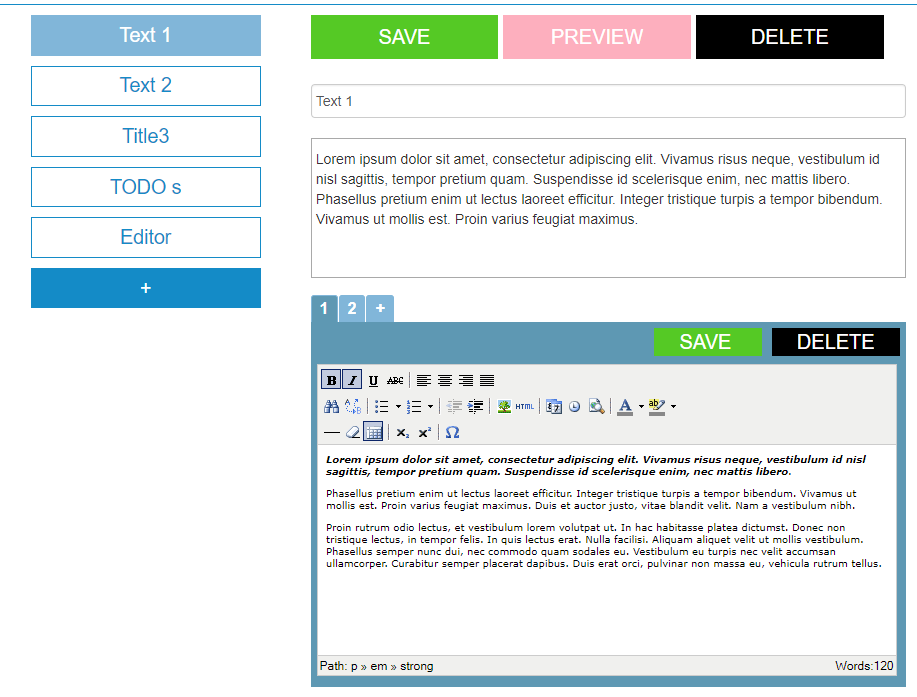 Text 1
Text 2
Title3
TODO s
Editor
+
SAVE PREVIEW DELETE
Text 1
Lorem ipsum dolor sit amet, consectetur adipiscing elit. Vivamus risus neque, vestibulum id
nisl sagittis, tempor pretium quam. Suspendisse id scelerisque enim, nec mattis libero.
Phasellus pretium enim ut lectus laoreet efficitur. Integer tristique turpis a tempor bibendum.
Vivamus ut mollis est. Proin varius feugiat maximus.
1 2 +
SAVE DELETE
B I U ABC
HTML A ab
x₂ x² Ω
Lorem ipsum dolor sit amet, consectetur adipiscing elit. Vivamus risus neque, vestibulum id nisl
sagittis, tempor pretium quam. Suspendisse id scelerisque enim, nec mattis libero.
Phasellus pretium enim ut lectus laoreet efficitur. Integer tristique turpis a tempor bibendum. Vivamus ut
mollis est. Proin varius feugiat maximus. Duis et auctor justo, vitae blandit velit. Nam a vestibulum nibh.
Proin rutrum odio lectus, et vestibulum lorem volutpat ut. In hac habitasse platea dictumst. Donec non
tristique lectus, in tempor felis. In quis lectus erat. Nulla facilisi. Aliquam aliquet velit ut mollis vestibulum.
Phasellus semper nunc dui, nec commodo quam sodales eu. Vestibulum eu turpis nec velit accumsan
ullamcorper. Curabitur semper placerat dapibus. Duis erat orci, pulvinar non massa eu, vehicula rutrum tellus.
Path: p » em » strong Words:120